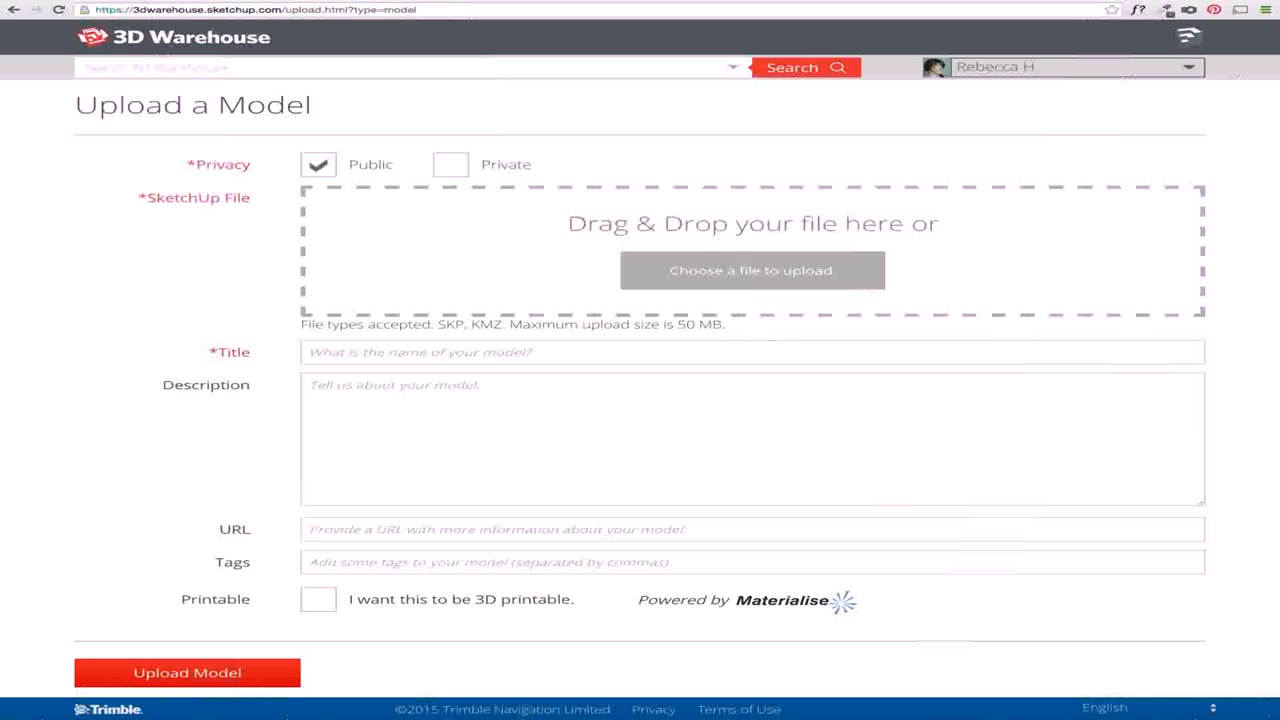 https://3dwarehouse.sketchup.com/upload.html?type=model
f?
3D Warehouse
Search 3D Warehouse
Search
Rebecca H
Upload a Model
*Privacy
Public
Private
*SketchUp File
Drag & Drop your file here or
Choose a file to upload.
File types accepted: SKP, KMZ. Maximum upload size is 50 MB.
*Title
What is the name of your model?
Description
Tell us about your model.
URL
Provide a URL with more information about your model.
Tags
Add some tags to your model (separated by commas)
Printable
I want this to be 3D printable.
Powered by Materialise
Upload Model
Trimble.
©2015 Trimble Navigation Limited
Privacy
Terms of Use
English